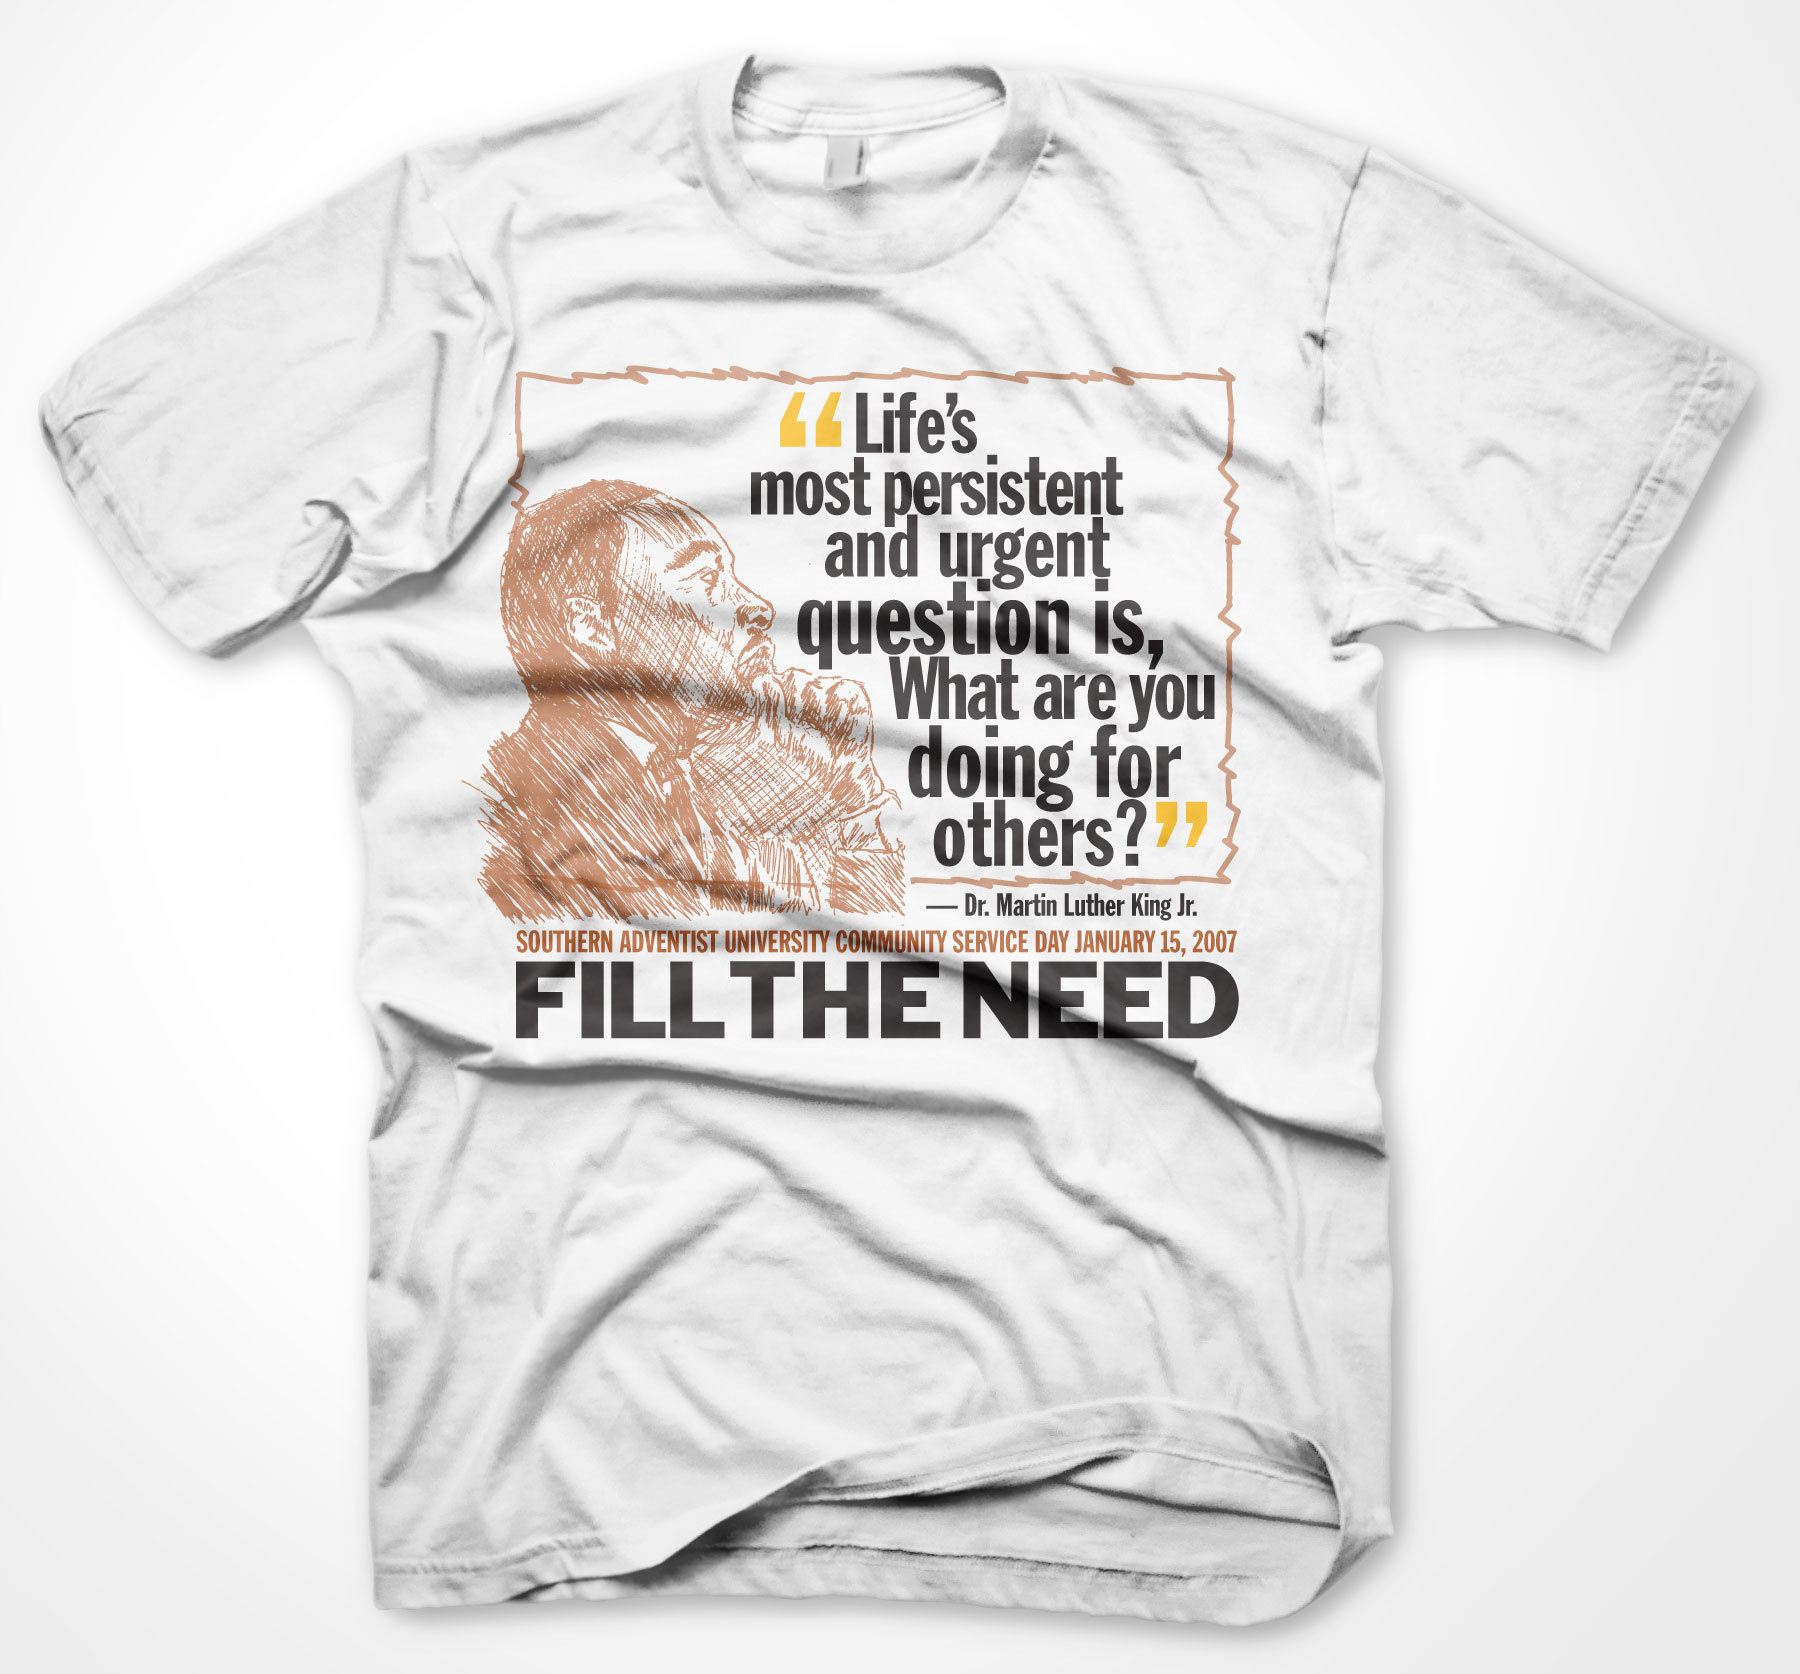 “Life’s
most persistent
and urgent
question is,
What are you
doing for
others?”
— Dr. Martin Luther King Jr.
SOUTHERN ADVENTIST UNIVERSITY COMMUNITY SERVICE DAY JANUARY 15, 2007
FILL THE NEED